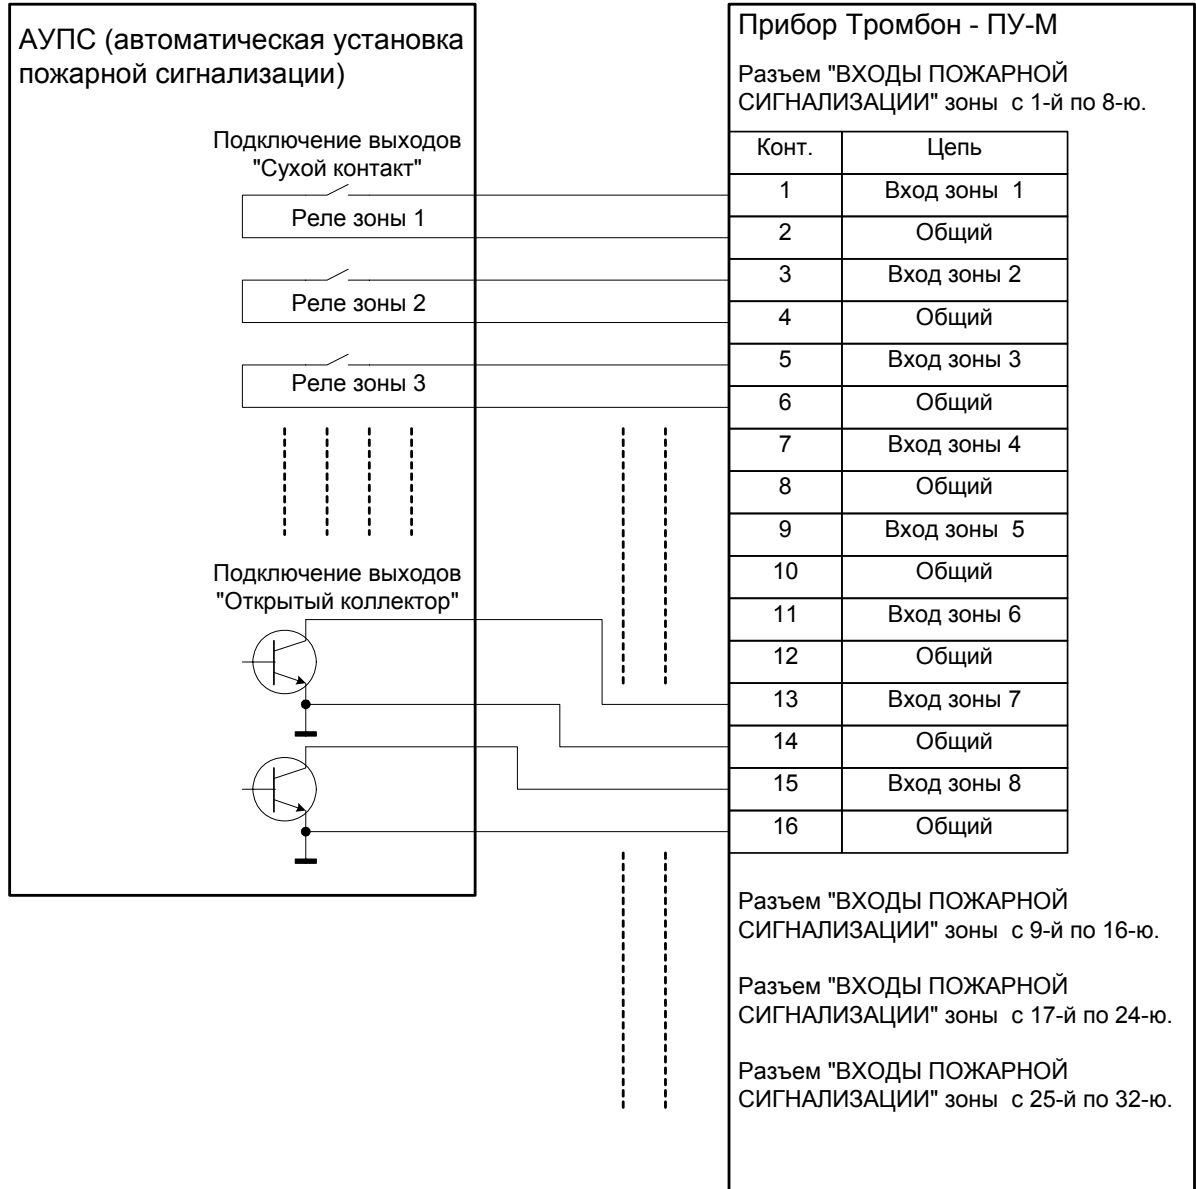 АУПС (автоматическая установка
пожарной сигнализации)
Подключение выходов
"Сухой контакт"
Реле зоны 1
Реле зоны 2
Реле зоны 3
Подключение выходов
"Открытый коллектор"
Прибор Тромбон - ПУ-М
Разъем "ВХОДЫ ПОЖАРНОЙ
СИГНАЛИЗАЦИИ" зоны с 1-й по 8-ю.
Конт. Цепь
1 Вход зоны 1
2 Общий
3 Вход зоны 2
4 Общий
5 Вход зоны 3
6 Общий
7 Вход зоны 4
8 Общий
9 Вход зоны 5
10 Общий
11 Вход зоны 6
12 Общий
13 Вход зоны 7
14 Общий
15 Вход зоны 8
16 Общий
Разъем "ВХОДЫ ПОЖАРНОЙ
СИГНАЛИЗАЦИИ" зоны с 9-й по 16-ю.
Разъем "ВХОДЫ ПОЖАРНОЙ
СИГНАЛИЗАЦИИ" зоны с 17-й по 24-ю.
Разъем "ВХОДЫ ПОЖАРНОЙ
СИГНАЛИЗАЦИИ" зоны с 25-й по 32-ю.